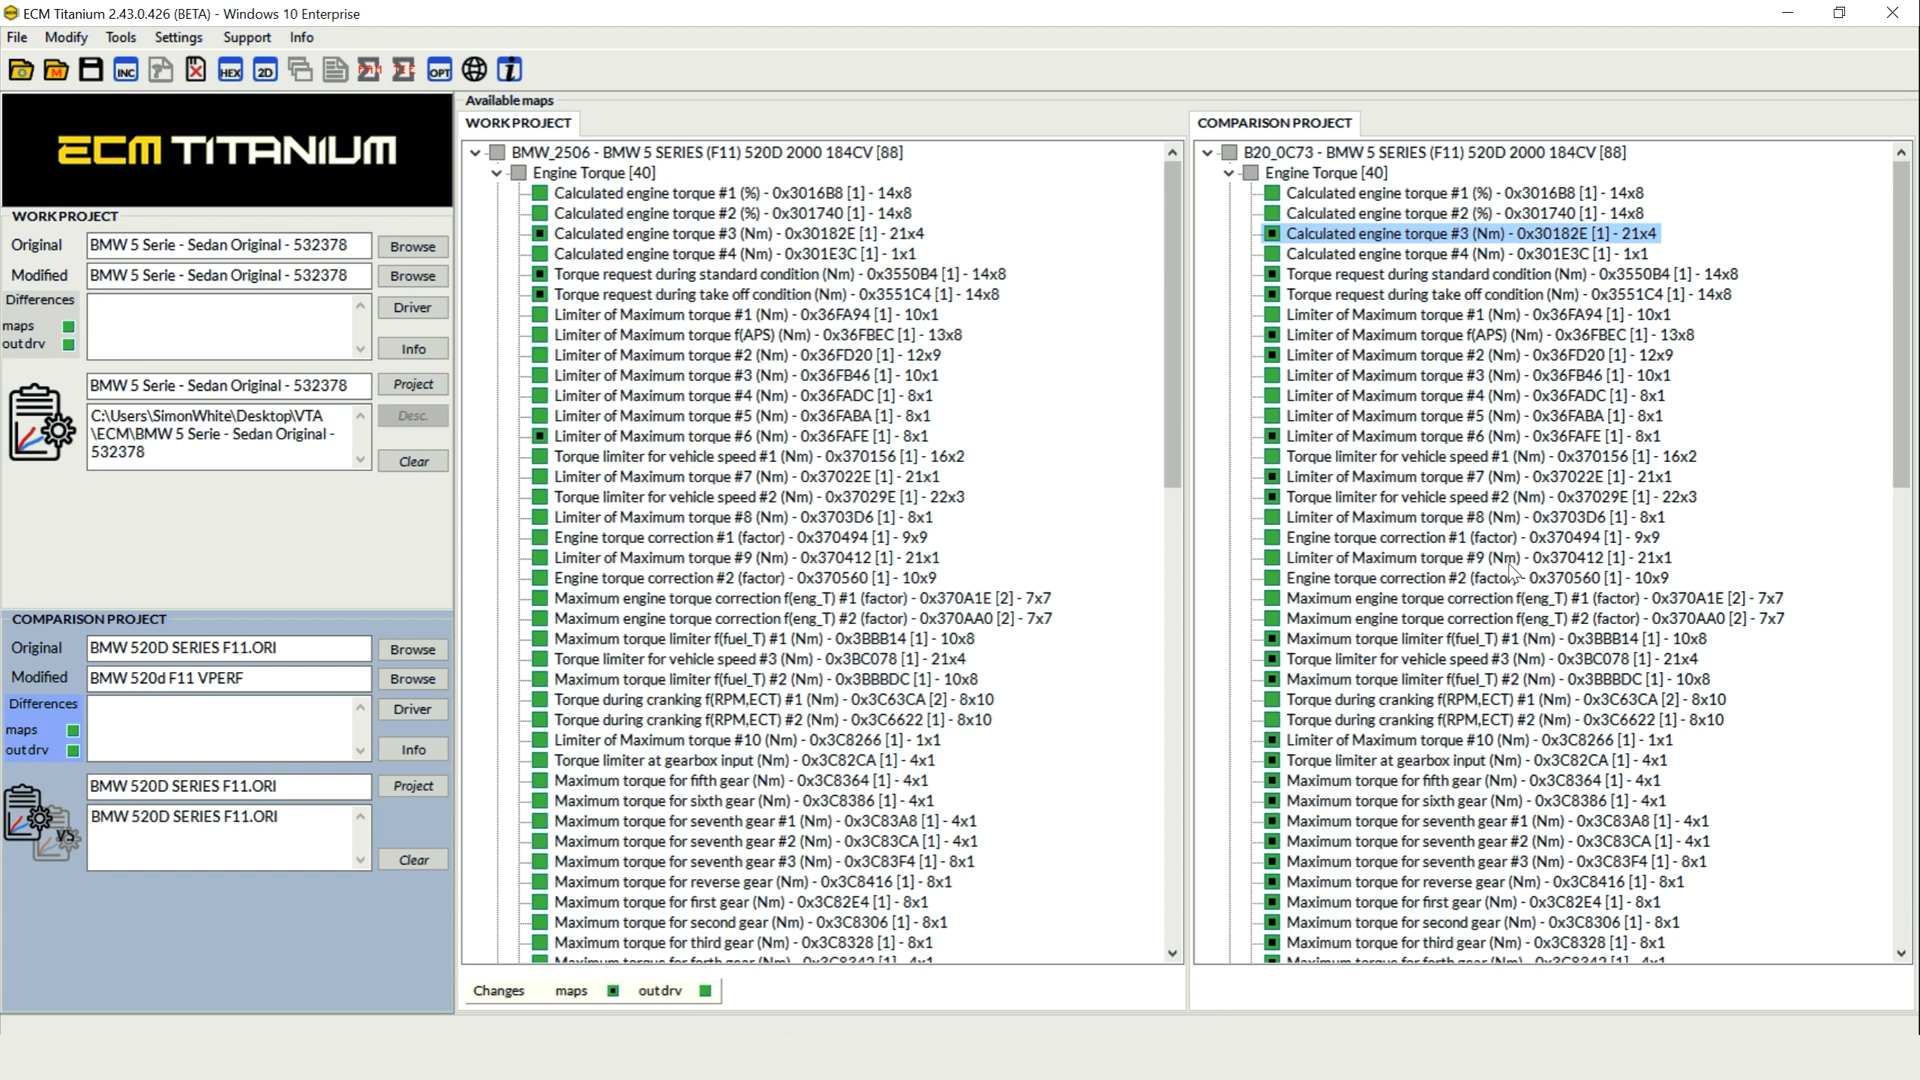 ECM Titanium 2.43.0.426 (BETA) - Windows 10 Enterprise
File Modify Tools Settings Support Info
INC HEX 2D OPT
ECM TITANIUM
WORK PROJECT
Original BMW 5 Serie - Sedan Original - 532378 Browse
Modified BMW 5 Serie - Sedan Original - 532378 Browse
Differences Driver
maps
out drv Info
BMW 5 Serie - Sedan Original - 532378 Project
C:\Users\SimonWhite\Desktop\VTA Desc.
\ECM\BMW 5 Serie - Sedan Original -
532378 Clear
COMPARISON PROJECT
Original BMW 520D SERIES F11.ORI Browse
Modified BMW 520d F11 VPERF Browse
Differences Driver
maps
out drv Info
BMW 520D SERIES F11.ORI Project
BMW 520D SERIES F11.ORI
VS
Clear
Available maps
WORK PROJECT
BMW_2506 - BMW 5 SERIES (F11) 520D 2000 184CV [88]
Engine Torque [40]
Calculated engine torque #1 (%) - 0x3016B8 [1] - 14x8
Calculated engine torque #2 (%) - 0x301740 [1] - 14x8
Calculated engine torque #3 (Nm) - 0x30182E [1] - 21x4
Calculated engine torque #4 (Nm) - 0x301E3C [1] - 1x1
Torque request during standard condition (Nm) - 0x3550B4 [1] - 14x8
Torque request during take off condition (Nm) - 0x3551C4 [1] - 14x8
Limiter of Maximum torque #1 (Nm) - 0x36FA94 [1] - 10x1
Limiter of Maximum torque f(APS) (Nm) - 0x36FBEC [1] - 13x8
Limiter of Maximum torque #2 (Nm) - 0x36FD20 [1] - 12x9
Limiter of Maximum torque #3 (Nm) - 0x36FB46 [1] - 10x1
Limiter of Maximum torque #4 (Nm) - 0x36FADC [1] - 8x1
Limiter of Maximum torque #5 (Nm) - 0x36FABA [1] - 8x1
Limiter of Maximum torque #6 (Nm) - 0x36FAFE [1] - 8x1
Torque limiter for vehicle speed #1 (Nm) - 0x370156 [1] - 16x2
Limiter of Maximum torque #7 (Nm) - 0x37022E [1] - 21x1
Torque limiter for vehicle speed #2 (Nm) - 0x37029E [1] - 22x3
Limiter of Maximum torque #8 (Nm) - 0x3703D6 [1] - 8x1
Engine torque correction #1 (factor) - 0x370494 [1] - 9x9
Limiter of Maximum torque #9 (Nm) - 0x370412 [1] - 21x1
Engine torque correction #2 (factor) - 0x370560 [1] - 10x9
Maximum engine torque correction f(eng_T) #1 (factor) - 0x370A1E [2] - 7x7
Maximum engine torque correction f(eng_T) #2 (factor) - 0x370AA0 [2] - 7x7
Maximum torque limiter f(fuel_T) #1 (Nm) - 0x3BBB14 [1] - 10x8
Torque limiter for vehicle speed #3 (Nm) - 0x3BC078 [1] - 21x4
Maximum torque limiter f(fuel_T) #2 (Nm) - 0x3BBBDC [1] - 10x8
Torque during cranking f(RPM,ECT) #1 (Nm) - 0x3C63CA [2] - 8x10
Torque during cranking f(RPM,ECT) #2 (Nm) - 0x3C6622 [1] - 8x10
Limiter of Maximum torque #10 (Nm) - 0x3C8266 [1] - 1x1
Torque limiter at gearbox input (Nm) - 0x3C82CA [1] - 4x1
Maximum torque for fifth gear (Nm) - 0x3C8364 [1] - 4x1
Maximum torque for sixth gear (Nm) - 0x3C8386 [1] - 4x1
Maximum torque for seventh gear #1 (Nm) - 0x3C83A8 [1] - 4x1
Maximum torque for seventh gear #2 (Nm) - 0x3C83CA [1] - 4x1
Maximum torque for seventh gear #3 (Nm) - 0x3C83F4 [1] - 8x1
Maximum torque for reverse gear (Nm) - 0x3C8416 [1] - 8x1
Maximum torque for first gear (Nm) - 0x3C82E4 [1] - 8x1
Maximum torque for second gear (Nm) - 0x3C8306 [1] - 8x1
Maximum torque for third gear (Nm) - 0x3C8328 [1] - 8x1
Maximum torque for forth gear (Nm) - 0x3C8342 [1] - 4x1
Changes maps out drv
COMPARISON PROJECT
B20_0C73 - BMW 5 SERIES (F11) 520D 2000 184CV [88]
Engine Torque [40]
Calculated engine torque #1 (%) - 0x3016B8 [1] - 14x8
Calculated engine torque #2 (%) - 0x301740 [1] - 14x8
Calculated engine torque #3 (Nm) - 0x30182E [1] - 21x4
Calculated engine torque #4 (Nm) - 0x301E3C [1] - 1x1
Torque request during standard condition (Nm) - 0x3550B4 [1] - 14x8
Torque request during take off condition (Nm) - 0x3551C4 [1] - 14x8
Limiter of Maximum torque #1 (Nm) - 0x36FA94 [1] - 10x1
Limiter of Maximum torque f(APS) (Nm) - 0x36FBEC [1] - 13x8
Limiter of Maximum torque #2 (Nm) - 0x36FD20 [1] - 12x9
Limiter of Maximum torque #3 (Nm) - 0x36FB46 [1] - 10x1
Limiter of Maximum torque #4 (Nm) - 0x36FADC [1] - 8x1
Limiter of Maximum torque #5 (Nm) - 0x36FABA [1] - 8x1
Limiter of Maximum torque #6 (Nm) - 0x36FAFE [1] - 8x1
Torque limiter for vehicle speed #1 (Nm) - 0x370156 [1] - 16x2
Limiter of Maximum torque #7 (Nm) - 0x37022E [1] - 21x1
Torque limiter for vehicle speed #2 (Nm) - 0x37029E [1] - 22x3
Limiter of Maximum torque #8 (Nm) - 0x3703D6 [1] - 8x1
Engine torque correction #1 (factor) - 0x370494 [1] - 9x9
Limiter of Maximum torque #9 (Nm) - 0x370412 [1] - 21x1
Engine torque correction #2 (factor) - 0x370560 [1] - 10x9
Maximum engine torque correction f(eng_T) #1 (factor) - 0x370A1E [2] - 7x7
Maximum engine torque correction f(eng_T) #2 (factor) - 0x370AA0 [2] - 7x7
Maximum torque limiter f(fuel_T) #1 (Nm) - 0x3BBB14 [1] - 10x8
Torque limiter for vehicle speed #3 (Nm) - 0x3BC078 [1] - 21x4
Maximum torque limiter f(fuel_T) #2 (Nm) - 0x3BBBDC [1] - 10x8
Torque during cranking f(RPM,ECT) #1 (Nm) - 0x3C63CA [2] - 8x10
Torque during cranking f(RPM,ECT) #2 (Nm) - 0x3C6622 [1] - 8x10
Limiter of Maximum torque #10 (Nm) - 0x3C8266 [1] - 1x1
Torque limiter at gearbox input (Nm) - 0x3C82CA [1] - 4x1
Maximum torque for fifth gear (Nm) - 0x3C8364 [1] - 4x1
Maximum torque for sixth gear (Nm) - 0x3C8386 [1] - 4x1
Maximum torque for seventh gear #1 (Nm) - 0x3C83A8 [1] - 4x1
Maximum torque for seventh gear #2 (Nm) - 0x3C83CA [1] - 4x1
Maximum torque for seventh gear #3 (Nm) - 0x3C83F4 [1] - 8x1
Maximum torque for reverse gear (Nm) - 0x3C8416 [1] - 8x1
Maximum torque for first gear (Nm) - 0x3C82E4 [1] - 8x1
Maximum torque for second gear (Nm) - 0x3C8306 [1] - 8x1
Maximum torque for third gear (Nm) - 0x3C8328 [1] - 8x1
Maximum torque for forth gear (Nm) - 0x3C8342 [1] - 4x1